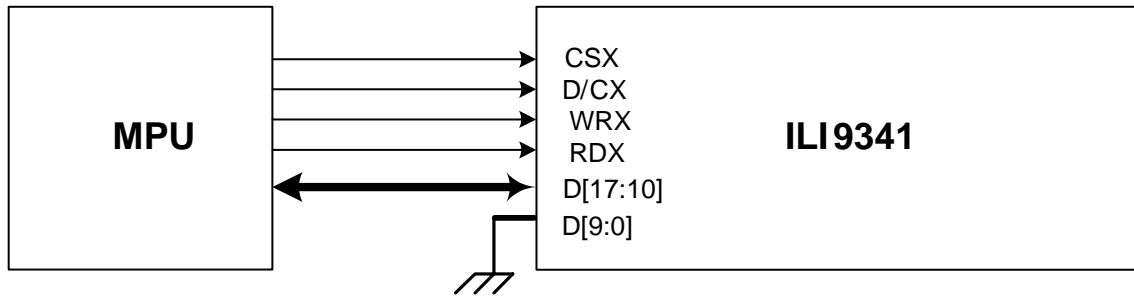 MPU
CSX
D/CX
WRX
RDX
D[17:10]
D[9:0]
ILI9341